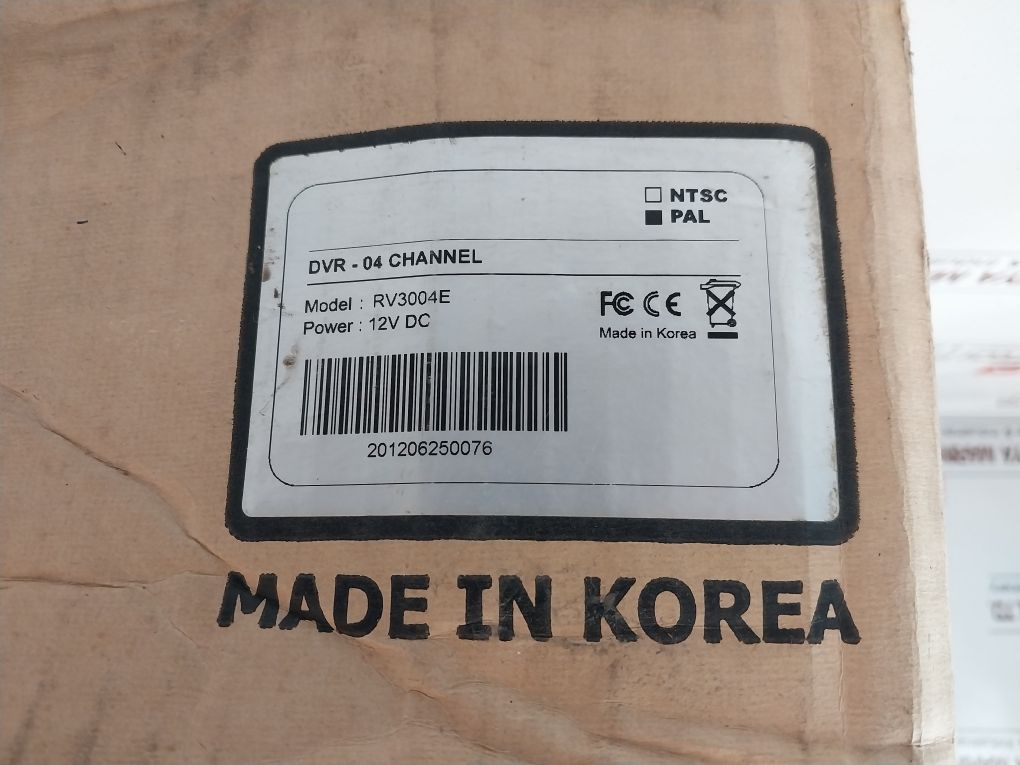 NTSC
PAL
DVR - 04 CHANNEL
Model : RV3004E
Power : 12V DC
FC CE
Made in Korea
201206250076
MADE IN KOREA